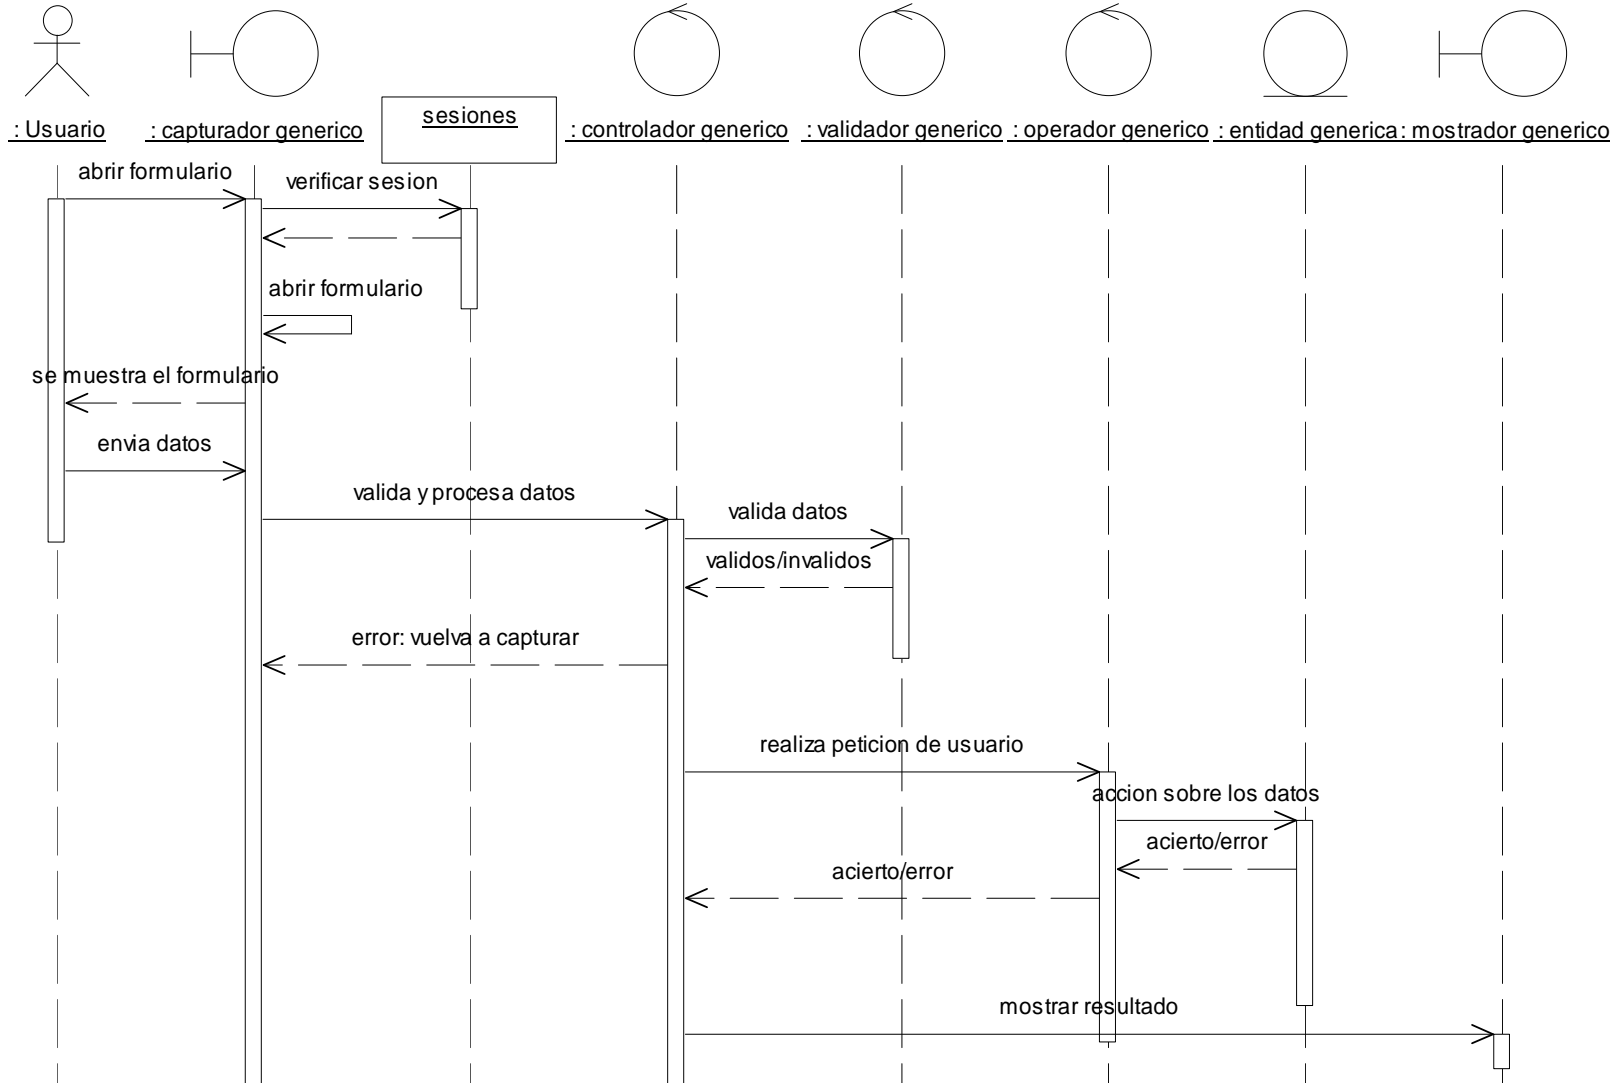 : Usuario
: capturador generico
sesiones
: controlador generico
: validador generico
: operador generico
: entidad generica
: mostrador generico
abrir formulario
verificar sesion
abrir formulario
se muestra el formulario
envia datos
valida y procesa datos
valida datos
validos/invalidos
error: vuelva a capturar
realiza peticion de usuario
accion sobre los datos
acierto/error
acierto/error
mostrar resultado